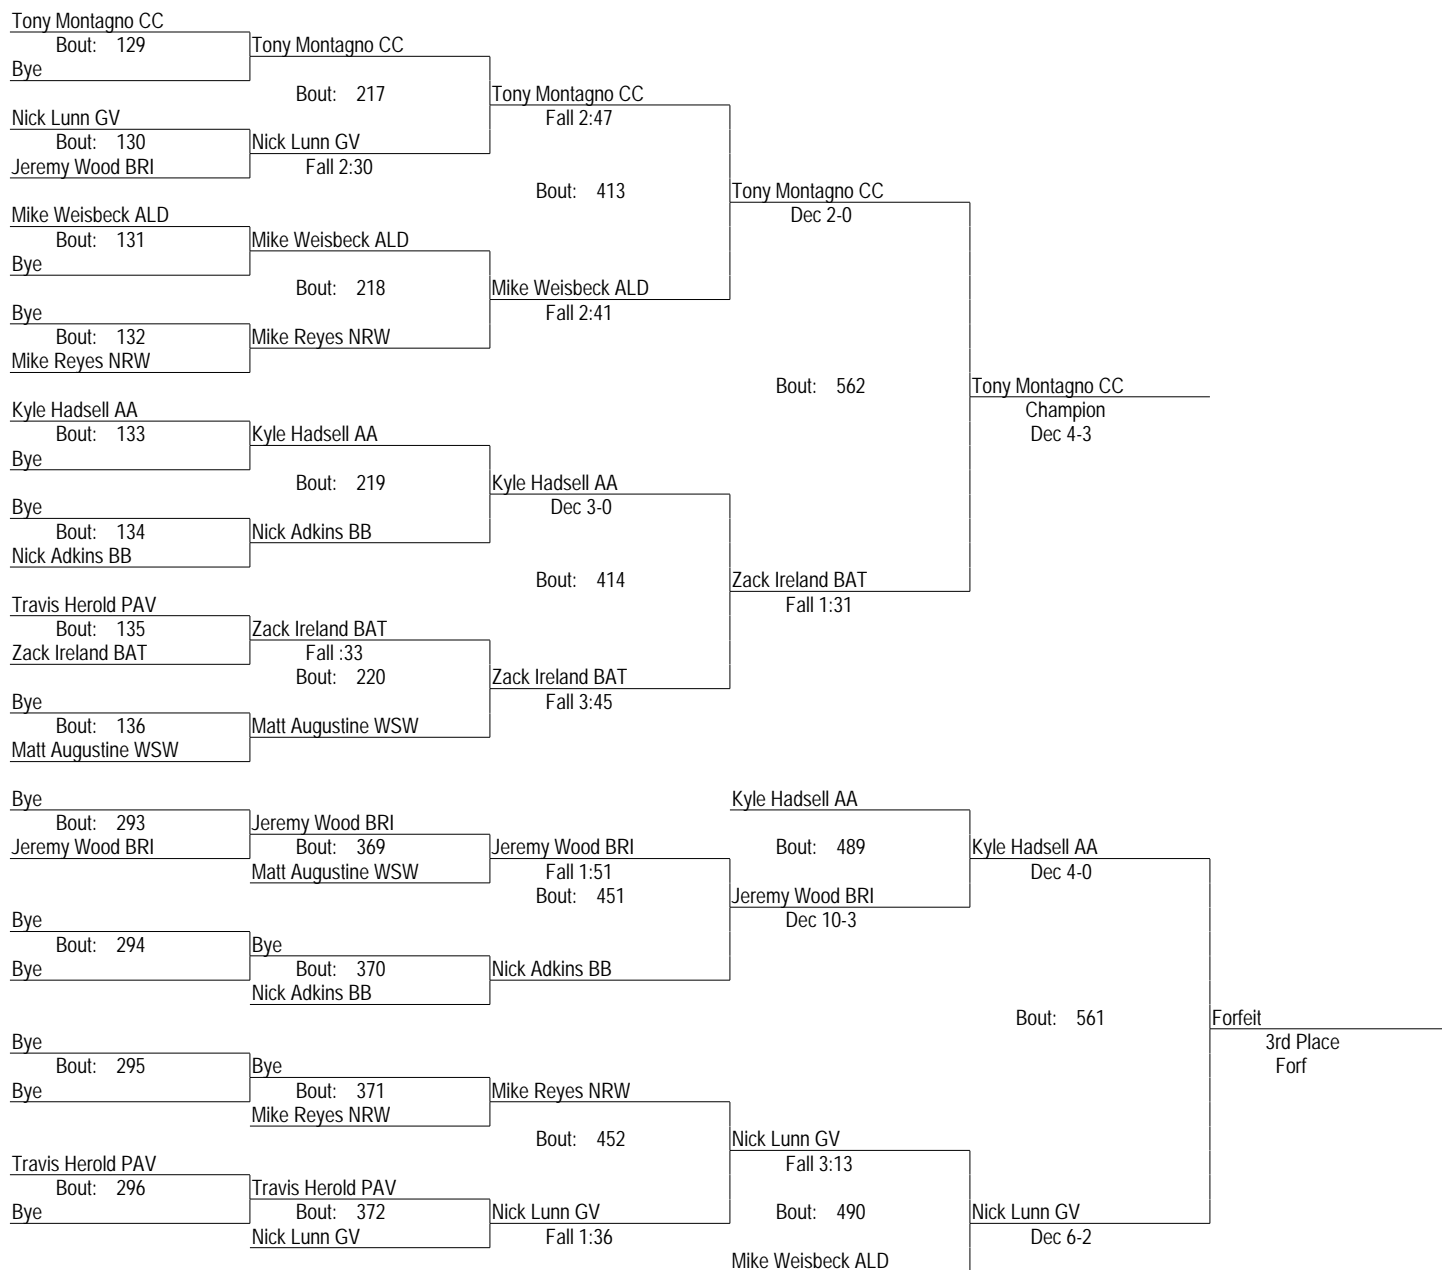 Tony Montagno CC
Bout: 129
Tony Montagno CC
Bye
Bout: 217
Tony Montagno CC
Nick Lunn GV
Fall 2:47
Bout: 130
Nick Lunn GV
Jeremy Wood BRI
Fall 2:30
Bout: 413
Tony Montagno CC
Mike Weisbeck ALD
Dec 2-0
Bout: 131
Mike Weisbeck ALD
Bye
Bout: 218
Mike Weisbeck ALD
Bye
Fall 2:41
Bout: 132
Mike Reyes NRW
Mike Reyes NRW
Bout: 562
Tony Montagno CC
Kyle Hadsell AA
Champion
Bout: 133
Kyle Hadsell AA
Dec 4-3
Bye
Bout: 219
Kyle Hadsell AA
Bye
Dec 3-0
Bout: 134
Nick Adkins BB
Nick Adkins BB
Bout: 414
Zack Ireland BAT
Travis Herold PAV
Fall 1:31
Bout: 135
Zack Ireland BAT
Zack Ireland BAT
Fall :33
Bout: 220
Zack Ireland BAT
Bye
Fall 3:45
Bout: 136
Matt Augustine WSW
Matt Augustine WSW
Bye
Kyle Hadsell AA
Bout: 293
Jeremy Wood BRI
Jeremy Wood BRI
Bout: 369
Jeremy Wood BRI
Bout: 489
Kyle Hadsell AA
Matt Augustine WSW
Fall 1:51
Dec 4-0
Bout: 451
Jeremy Wood BRI
Bye
Dec 10-3
Bout: 294
Bye
Bye
Bout: 370
Nick Adkins BB
Nick Adkins BB
Bout: 561
Forfeit
Bye
3rd Place
Bout: 295
Bye
Forf
Bye
Bout: 371
Mike Reyes NRW
Mike Reyes NRW
Bout: 452
Nick Lunn GV
Travis Herold PAV
Fall 3:13
Bout: 296
Travis Herold PAV
Bye
Bout: 372
Nick Lunn GV
Bout: 490
Nick Lunn GV
Nick Lunn GV
Fall 1:36
Dec 6-2
Mike Weisbeck ALD